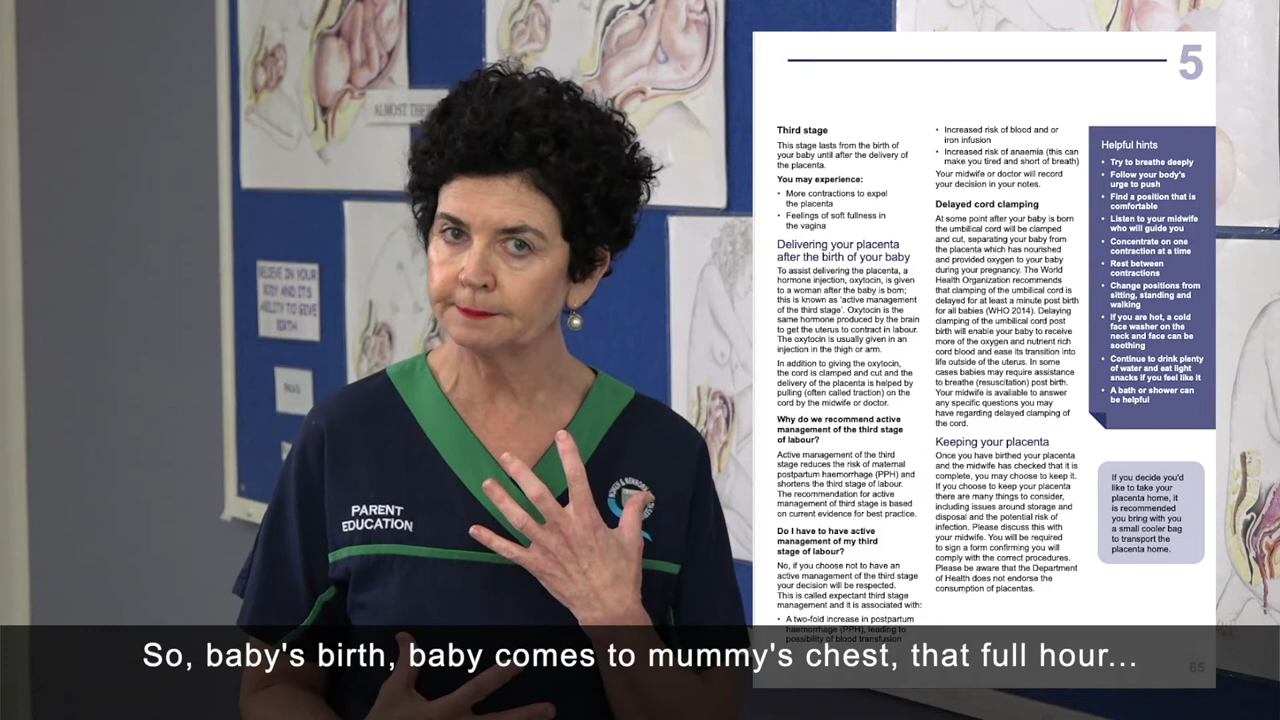 ALMOST
BELIEVE IN YOUR
BODY AND ITS
ABILITY TO GIVE
BIRTH
PARENT
EDUCATION
5
Third stage
This stage lasts from the birth of
your baby until after the delivery of
the placenta.
You may experience:
• More contractions to expel
the placenta
• Feelings of soft fullness in
the vagina
Delivering your placenta
after the birth of your baby
To assist delivering the placenta, a
hormone injection, oxytocin, is given
to a woman after the baby is born;
this is known as 'active management
of the third stage'. Oxytocin is the
same hormone produced by the brain
to get the uterus to contract in labour.
The oxytocin is usually given in an
injection in the thigh or arm.
In addition to giving the oxytocin,
the cord is clamped and cut and the
delivery of the placenta is helped by
pulling (often called traction) on the
cord by the midwife or doctor.
Why do we recommend active
management of the third stage
of labour?
Active management of the third
stage reduces the risk of maternal
postpartum haemorrhage (PPH) and
shortens the third stage of labour.
The recommendation for active
management of third stage is based
on current evidence for best practice.
Do I have to have active
management of my third
stage of labour?
No, if you choose not to have an
active management of the third stage
your decision will be respected.
This is called expectant third stage
management and it is associated with:
• A two-fold increase in postpartum
haemorrhage (PPH), leading to
possibility of blood transfusion
• Increased risk of blood and or
iron infusion
• Increased risk of anaemia (this can
make you tired and short of breath)
Your midwife or doctor will record
your decision in your notes.
Delayed cord clamping
At some point after your baby is born
the umbilical cord will be clamped
and cut, separating your baby from
the placenta which has nourished
and provided oxygen to your baby
during your pregnancy. The World
Health Organization recommends
that clamping of the umbilical cord is
delayed for at least a minute post birth
for all babies (WHO 2014). Delaying
clamping of the umbilical cord post
birth will enable your baby to receive
more of the oxygen and nutrient rich
cord blood and ease its transition into
life outside of the uterus. In some
cases babies may require assistance
to breathe (resuscitation) post birth.
Your midwife is available to answer
any specific questions you may
have regarding delayed clamping of
the cord.
Keeping your placenta
Once you have birthed your placenta
and the midwife has checked that it is
complete, you may choose to keep it.
If you choose to keep your placenta
there are many things to consider,
including issues around storage and
disposal and the potential risk of
infection. Please discuss this with
your midwife. You will be required
to sign a form confirming you will
comply with the correct procedures.
Please be aware that the Department
of Health does not endorse the
consumption of placentas.
Helpful hints
• Try to breathe deeply
• Follow your body's
urge to push
• Find a position that is
comfortable
• Listen to your midwife
who will guide you
• Concentrate on one
contraction at a time
• Rest between
contractions
• Change positions from
sitting, standing and
walking
• If you are hot, a cold
face washer on the
neck and face can be
soothing
• Continue to drink plenty
of water and eat light
snacks if you feel like it
• A bath or shower can
be helpful
If you decide you'd
like to take your
placenta home, it
is recommended
you bring with you
a small cooler bag
to transport the
placenta home.
65
So, baby's birth, baby comes to mummy's chest, that full hour...